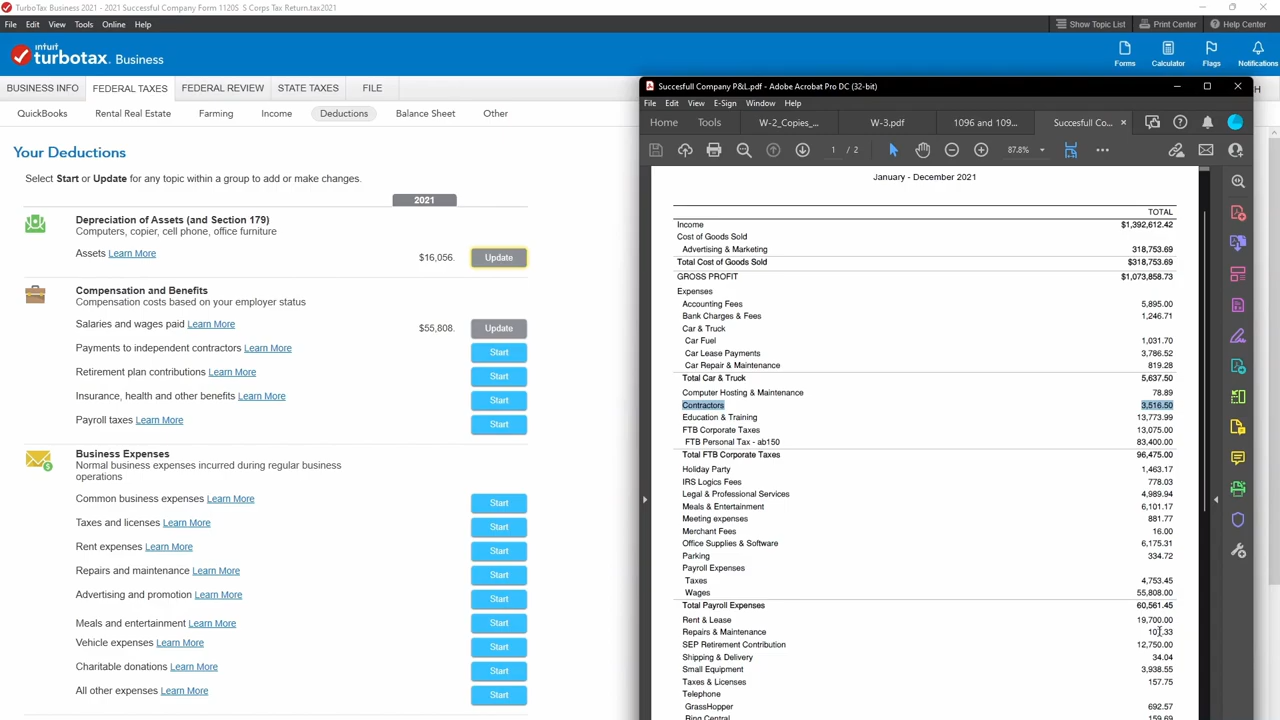 TurboTax Business 2021 - 2021 Successful Company Form 1120S S Corps Tax Return.tax2021
File Edit View Tools Online Help
Show Topic List Print Center Help Center
intuit turbotax. Business
Forms Calculator Flags Notifications
BUSINESS INFO FEDERAL TAXES FEDERAL REVIEW STATE TAXES FILE
QuickBooks Rental Real Estate Farming Income Deductions Balance Sheet Other
Your Deductions
Select Start or Update for any topic within a group to add or make changes.
2021
Depreciation of Assets (and Section 179)
Computers, copier, cell phone, office furniture
Assets Learn More $16,056. Update
Compensation and Benefits
Compensation costs based on your employer status
Salaries and wages paid Learn More $55,808. Update
Payments to independent contractors Learn More Start
Retirement plan contributions Learn More Start
Insurance, health and other benefits Learn More Start
Payroll taxes Learn More Start
Business Expenses
Normal business expenses incurred during regular business
operations
Common business expenses Learn More Start
Taxes and licenses Learn More Start
Rent expenses Learn More Start
Repairs and maintenance Learn More Start
Advertising and promotion Learn More Start
Meals and entertainment Learn More Start
Vehicle expenses Learn More Start
Charitable donations Learn More Start
All other expenses Learn More Start
Succesfull Company P&L.pdf - Adobe Acrobat Pro DC (32-bit)
File Edit View E-Sign Window Help
Home Tools W-2_Copies_... W-3.pdf 1096 and 109... Succesfull Co... ×
1 / 2 87.8%
January - December 2021
TOTAL
Income $1,392,612.42
Cost of Goods Sold
Advertising & Marketing 318,753.69
Total Cost of Goods Sold $318,753.69
GROSS PROFIT $1,073,858.73
Expenses
Accounting Fees 5,895.00
Bank Charges & Fees 1,246.71
Car & Truck
Car Fuel 1,031.70
Car Lease Payments 3,786.52
Car Repair & Maintenance 819.28
Total Car & Truck 5,637.50
Computer Hosting & Maintenance 78.89
Contractors 3,516.50
Education & Training 13,773.99
FTB Corporate Taxes 13,075.00
FTB Personal Tax - ab150 83,400.00
Total FTB Corporate Taxes 96,475.00
Holiday Party 1,463.17
IRS Logics Fees 778.03
Legal & Professional Services 4,989.94
Meals & Entertainment 6,101.17
Meeting expenses 881.77
Merchant Fees 16.00
Office Supplies & Software 6,175.31
Parking 334.72
Payroll Expenses
Taxes 4,753.45
Wages 55,808.00
Total Payroll Expenses 60,561.45
Rent & Lease 19,700.00
Repairs & Maintenance
SEP Retirement Contribution 12,750.00
Shipping & Delivery 34.04
Small Equipment 3,938.55
Taxes & Licenses 157.75
Telephone
GrassHopper 692.57
Ring Central 159.69